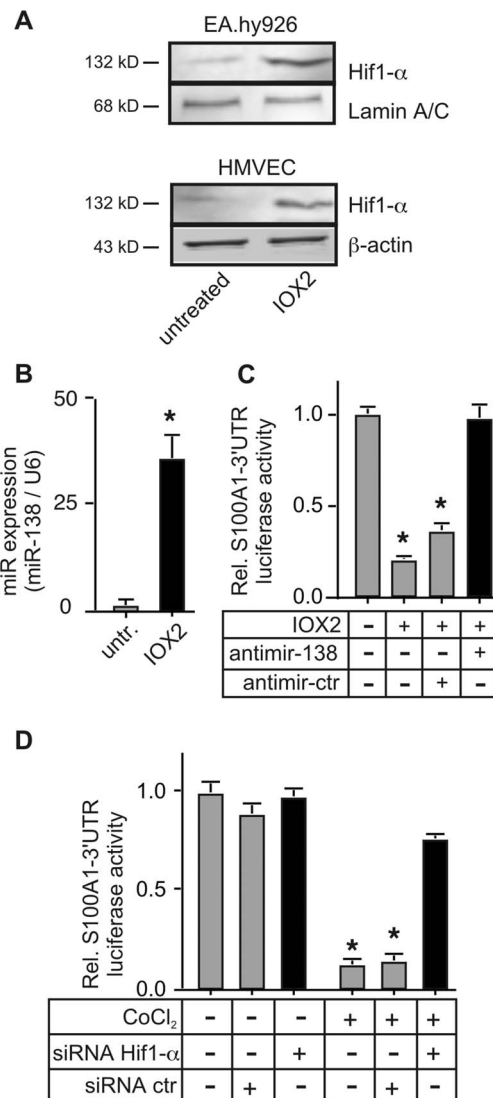 A
EA.hy926
132 kD
Hif1-α
68 kD
Lamin A/C
HMVEC
132 kD
Hif1-α
43 kD
β-actin
untreated
IOX2
B
miR expression
(miR-138 / U6)
50
25
0
*
untr.
IOX2
C
Rel. S100A1-3'UTR
luciferase activity
1.0
0.5
0.0
* *
IOX2 - + + +
antimir-138 - - - +
antimir-ctr - - + -
D
Rel. S100A1-3'UTR
luciferase activity
1.0
0.5
0.0
* *
CoCl₂ - - - + + +
siRNA Hif1-α - - + - - +
siRNA ctr - + - - + -